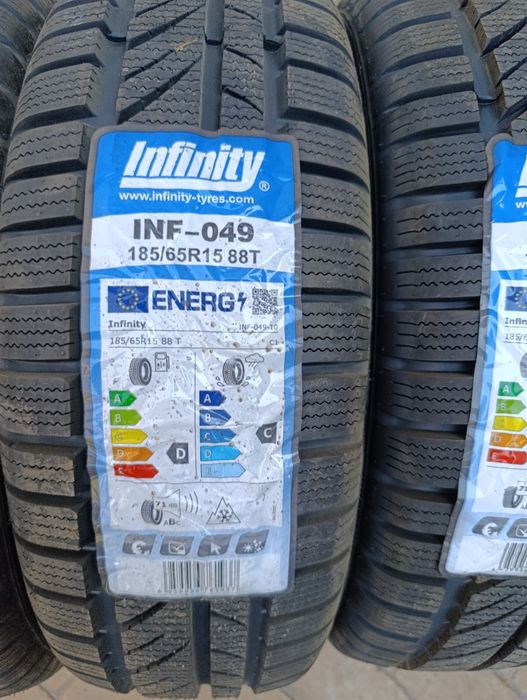 Infinity
®
www.infinity-tyres.com
INF-049
185/65R15 88T
ENERG
Infinity INF-049-10
185/65R15 88 T C1
A A
B B
C C C
D D D
E E
71 dB
ABC